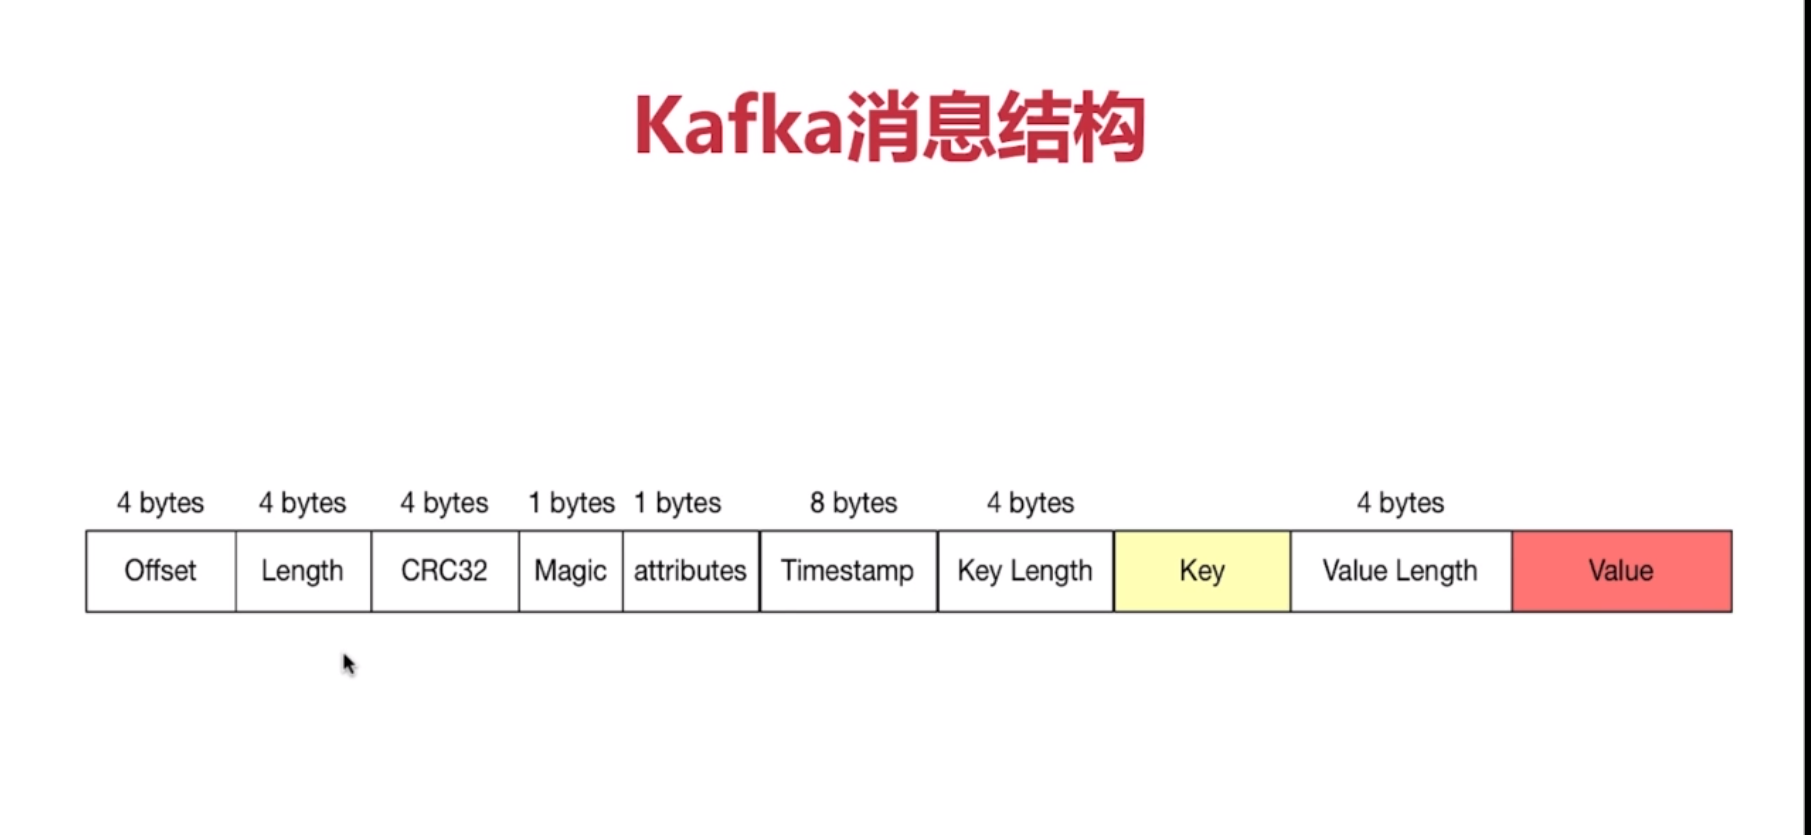 Kafka消息结构
4 bytes 4 bytes 4 bytes 1 bytes 1 bytes 8 bytes 4 bytes 4 bytes
Offset Length CRC32 Magic attributes Timestamp Key Length Key Value Length Value